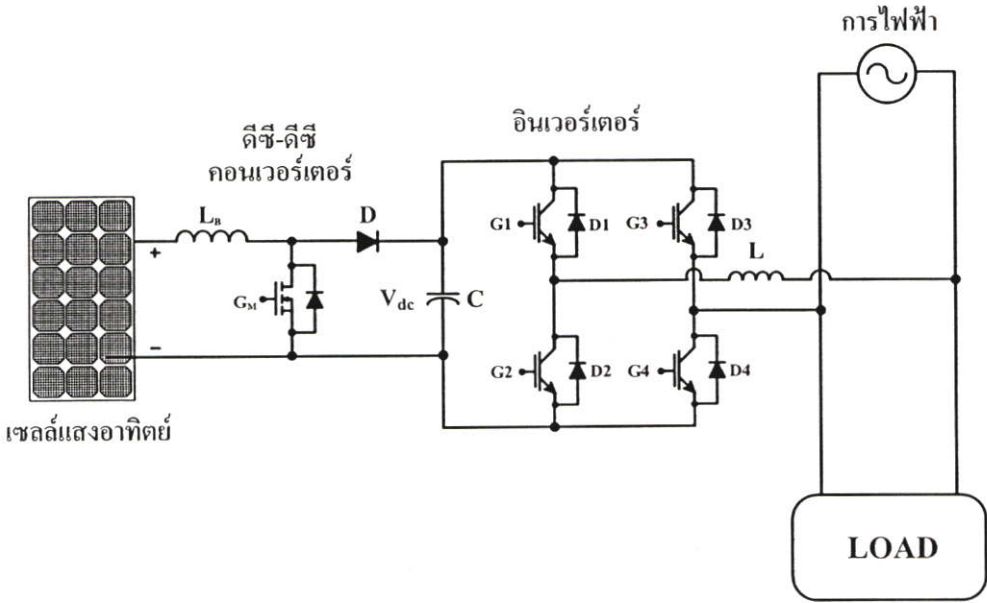 การไฟฟ้า
อินเวอร์เตอร์
ดีซี-ดีซี
คอนเวอร์เตอร์
L_B
D
G1
D1
G3
D3
L
+
G_M
V_dc
C
–
G2
D2
G4
D4
เซลล์แสงอาทิตย์
LOAD